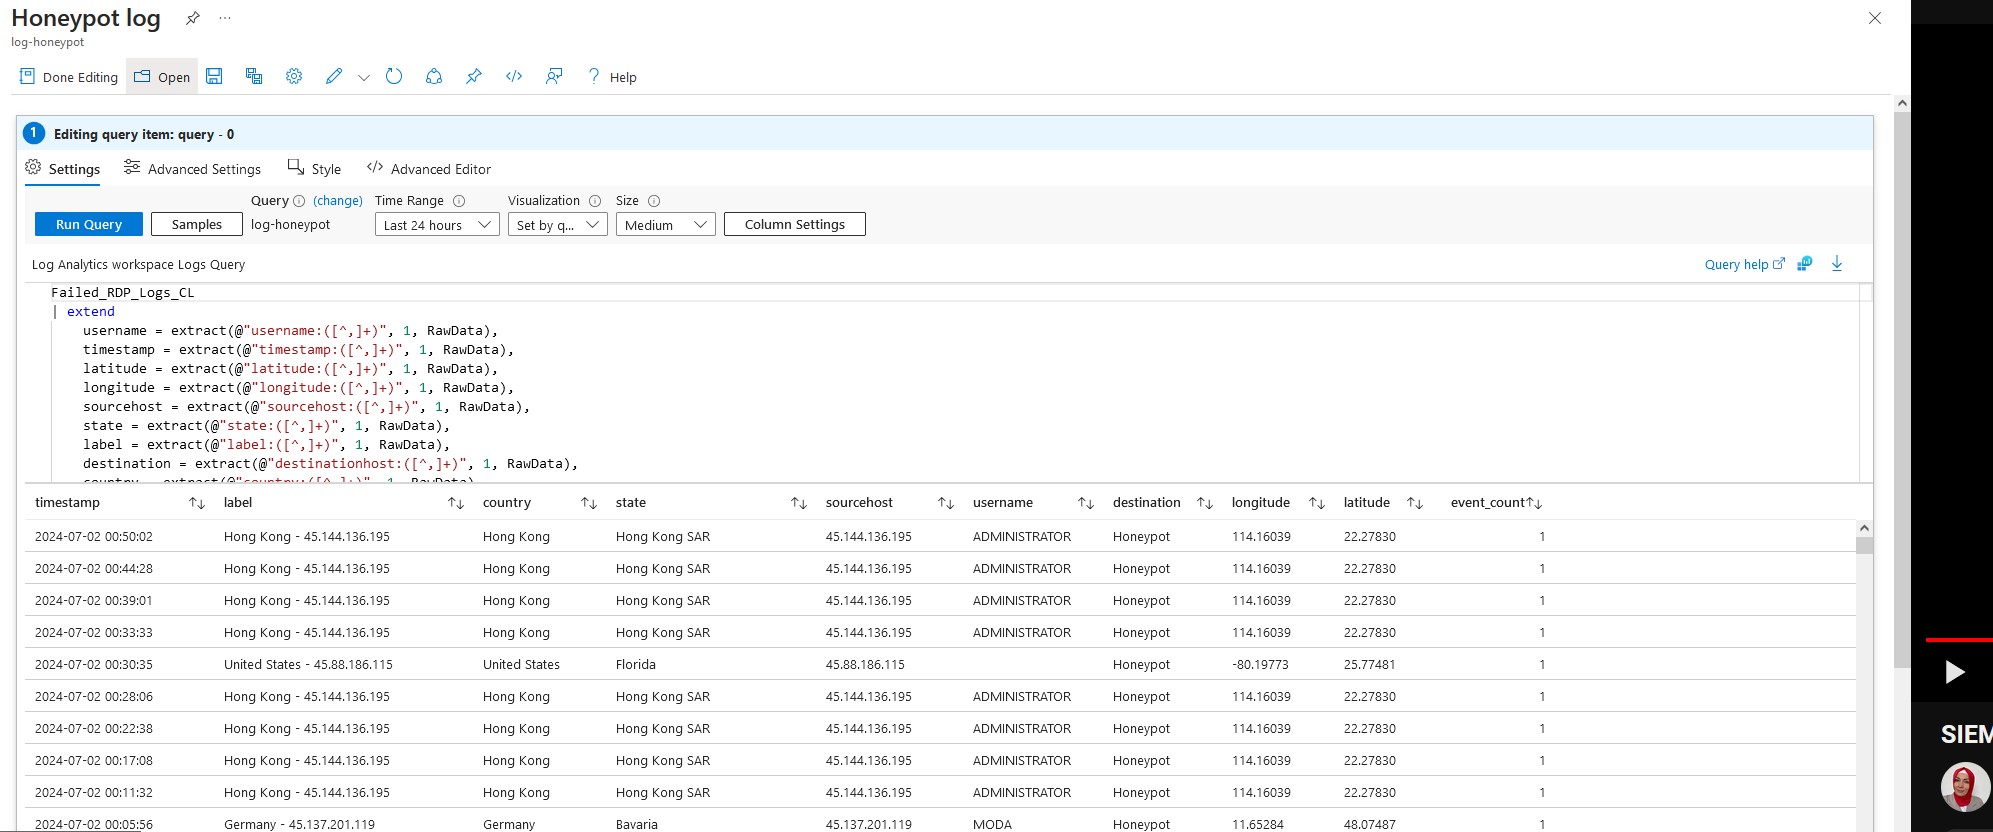 Honeypot log
log-honeypot
Done Editing Open Help
1 Editing query item: query - 0
Settings Advanced Settings Style Advanced Editor
Query (change) Time Range Visualization Size
Run Query Samples log-honeypot Last 24 hours Set by q... Medium Column Settings
Log Analytics workspace Logs Query Query help
Failed_RDP_Logs_CL
| extend
username = extract(@"username:([^,]+)", 1, RawData),
timestamp = extract(@"timestamp:([^,]+)", 1, RawData),
latitude = extract(@"latitude:([^,]+)", 1, RawData),
longitude = extract(@"longitude:([^,]+)", 1, RawData),
sourcehost = extract(@"sourcehost:([^,]+)", 1, RawData),
state = extract(@"state:([^,]+)", 1, RawData),
label = extract(@"label:([^,]+)", 1, RawData),
destination = extract(@"destinationhost:([^,]+)", 1, RawData),
country = extract(@"country:([^,]+)", 1, RawData)
timestamp label country state sourcehost username destination longitude latitude event_count
2024-07-02 00:50:02 Hong Kong - 45.144.136.195 Hong Kong Hong Kong SAR 45.144.136.195 ADMINISTRATOR Honeypot 114.16039 22.27830 1
2024-07-02 00:44:28 Hong Kong - 45.144.136.195 Hong Kong Hong Kong SAR 45.144.136.195 ADMINISTRATOR Honeypot 114.16039 22.27830 1
2024-07-02 00:39:01 Hong Kong - 45.144.136.195 Hong Kong Hong Kong SAR 45.144.136.195 ADMINISTRATOR Honeypot 114.16039 22.27830 1
2024-07-02 00:33:33 Hong Kong - 45.144.136.195 Hong Kong Hong Kong SAR 45.144.136.195 ADMINISTRATOR Honeypot 114.16039 22.27830 1
2024-07-02 00:30:35 United States - 45.88.186.115 United States Florida 45.88.186.115 Honeypot -80.19773 25.77481 1
2024-07-02 00:28:06 Hong Kong - 45.144.136.195 Hong Kong Hong Kong SAR 45.144.136.195 ADMINISTRATOR Honeypot 114.16039 22.27830 1
2024-07-02 00:22:38 Hong Kong - 45.144.136.195 Hong Kong Hong Kong SAR 45.144.136.195 ADMINISTRATOR Honeypot 114.16039 22.27830 1
2024-07-02 00:17:08 Hong Kong - 45.144.136.195 Hong Kong Hong Kong SAR 45.144.136.195 ADMINISTRATOR Honeypot 114.16039 22.27830 1
2024-07-02 00:11:32 Hong Kong - 45.144.136.195 Hong Kong Hong Kong SAR 45.144.136.195 ADMINISTRATOR Honeypot 114.16039 22.27830 1
2024-07-02 00:05:56 Germany - 45.137.201.119 Germany Bavaria 45.137.201.119 MODA Honeypot 11.65284 48.07487 1
SIEM